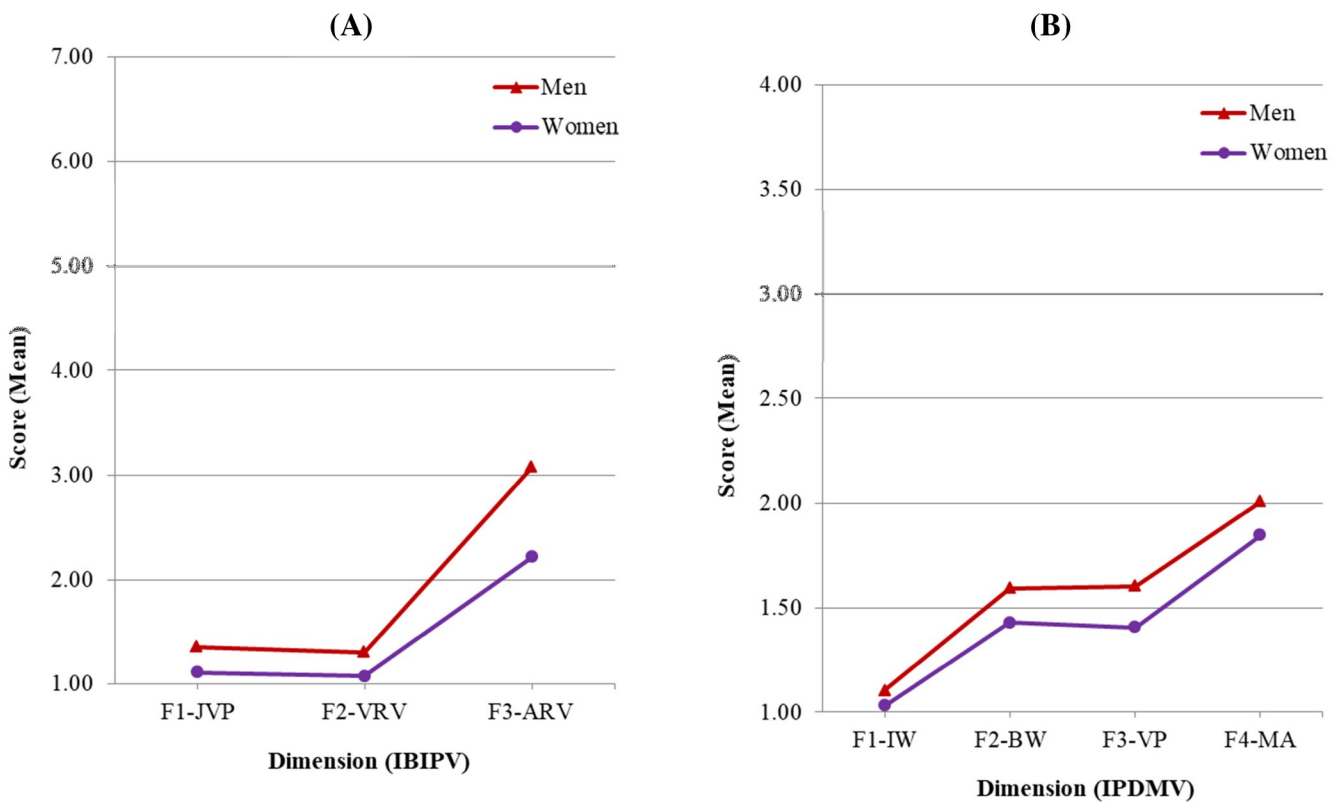 (A)
7.00
6.00
5.00
4.00
3.00
2.00
1.00
Score (Mean)
Men
Women
F1-JVP F2-VRV F3-ARV
Dimension (IBIPV)
(B)
4.00
3.50
3.00
2.50
2.00
1.50
1.00
Score (Mean)
Men
Women
F1-IW F2-BW F3-VP F4-MA
Dimension (IPDMV)